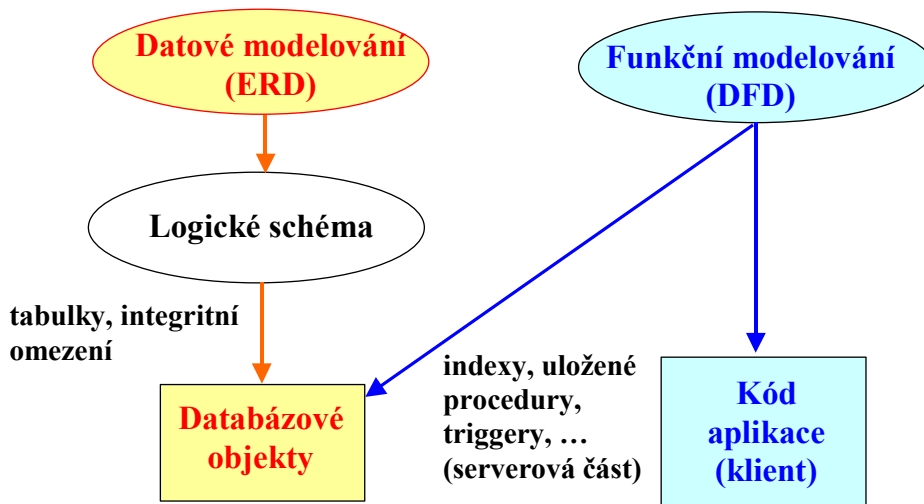 Datové modelování
(ERD)
Funkční modelování
(DFD)
Logické schéma
tabulky, integritní
omezení
indexy, uložené
procedury,
triggery, …
(serverová část)
Databázové
objekty
Kód
aplikace
(klient)